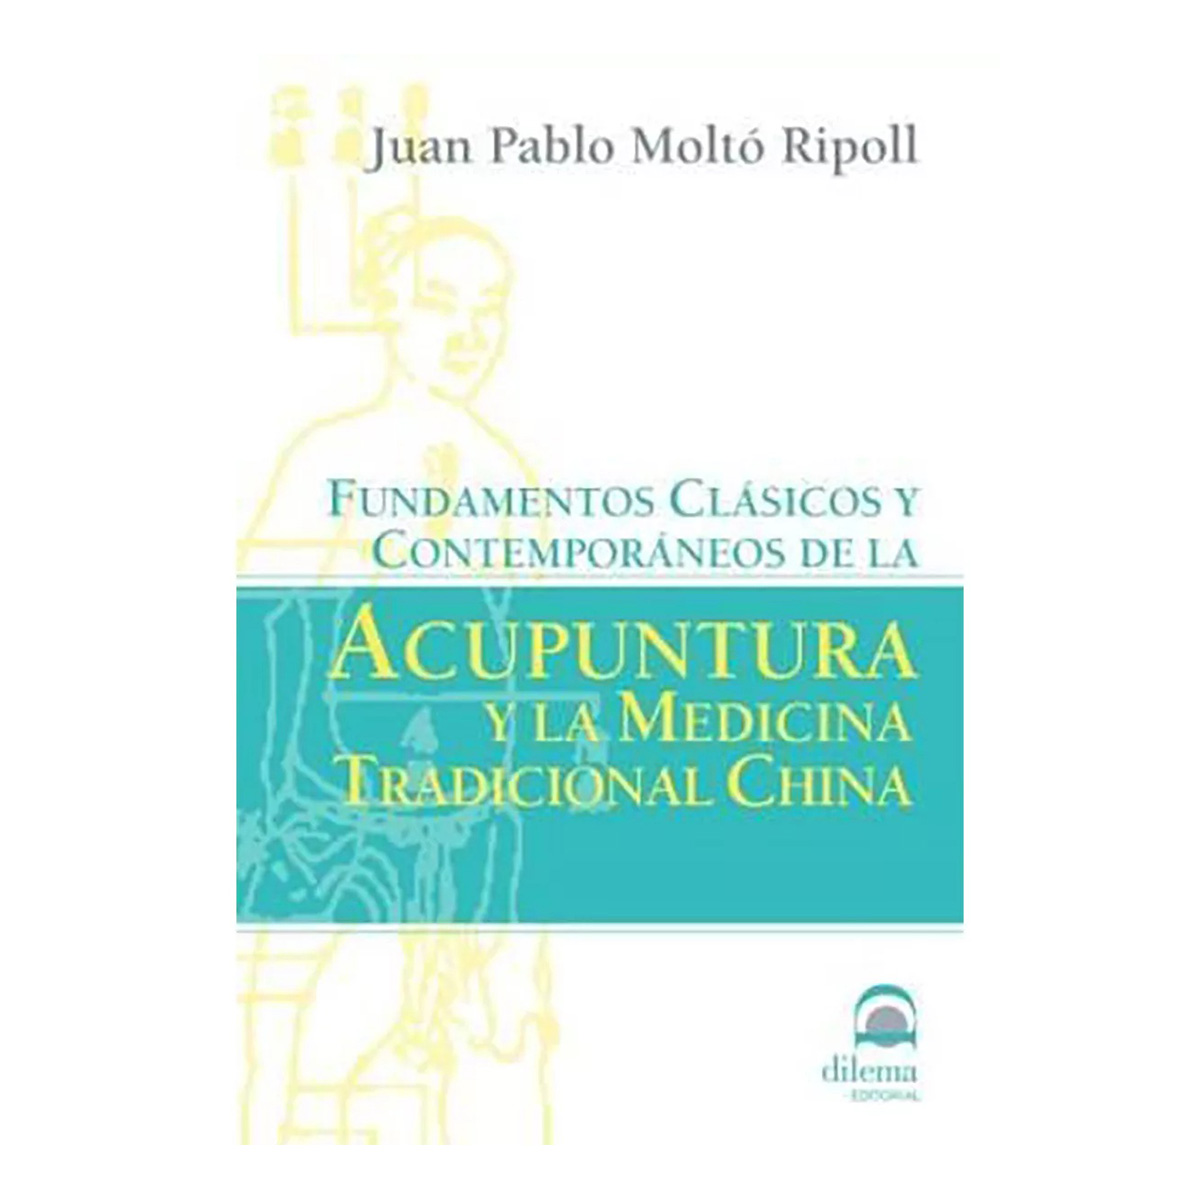 Juan Pablo Moltó Ripoll
FUNDAMENTOS CLÁSICOS Y
CONTEMPORÁNEOS DE LA
ACUPUNTURA
Y LA MEDICINA
TRADICIONAL CHINA
dilema
EDITORIAL